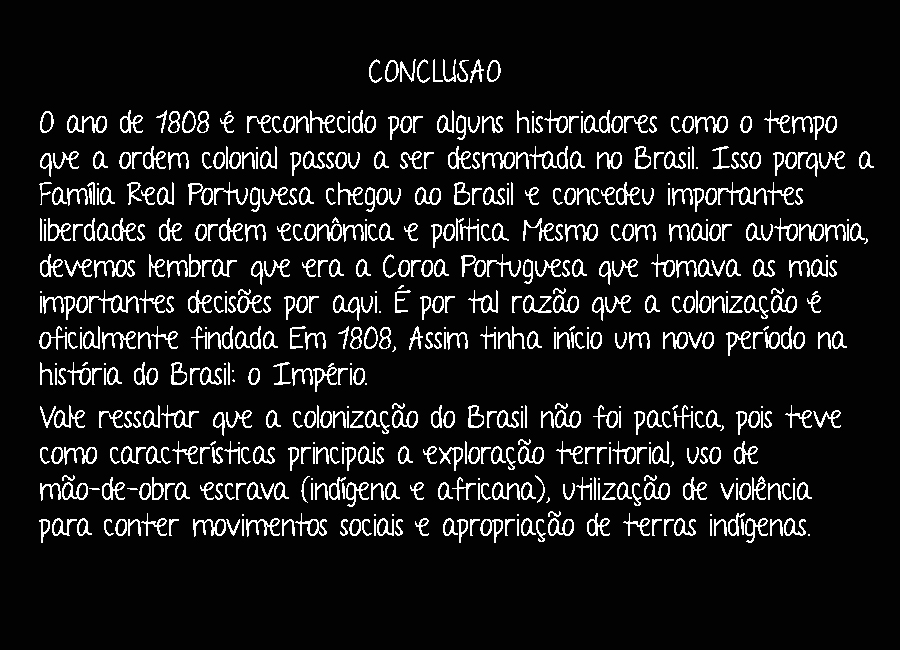 CONCLUSAO
O ano de 1808 é reconhecido por alguns historiadores como o tempo
que a ordem colonial passou a ser desmontada no Brasil. Isso porque a
Família Real Portuguesa chegou ao Brasil e concedeu importantes
liberdades de ordem econômica e política. Mesmo com maior autonomia,
devemos lembrar que era a Coroa Portuguesa que tomava as mais
importantes decisões por aqui. É por tal razão que a colonização é
oficialmente findada Em 1808, Assim tinha início um novo período na
história do Brasil: o Império.
Vale ressaltar que a colonização do Brasil não foi pacífica, pois teve
como características principais a exploração territorial, uso de
mão-de-obra escrava (indígena e africana), utilização de violência
para conter movimentos sociais e apropriação de terras indígenas.